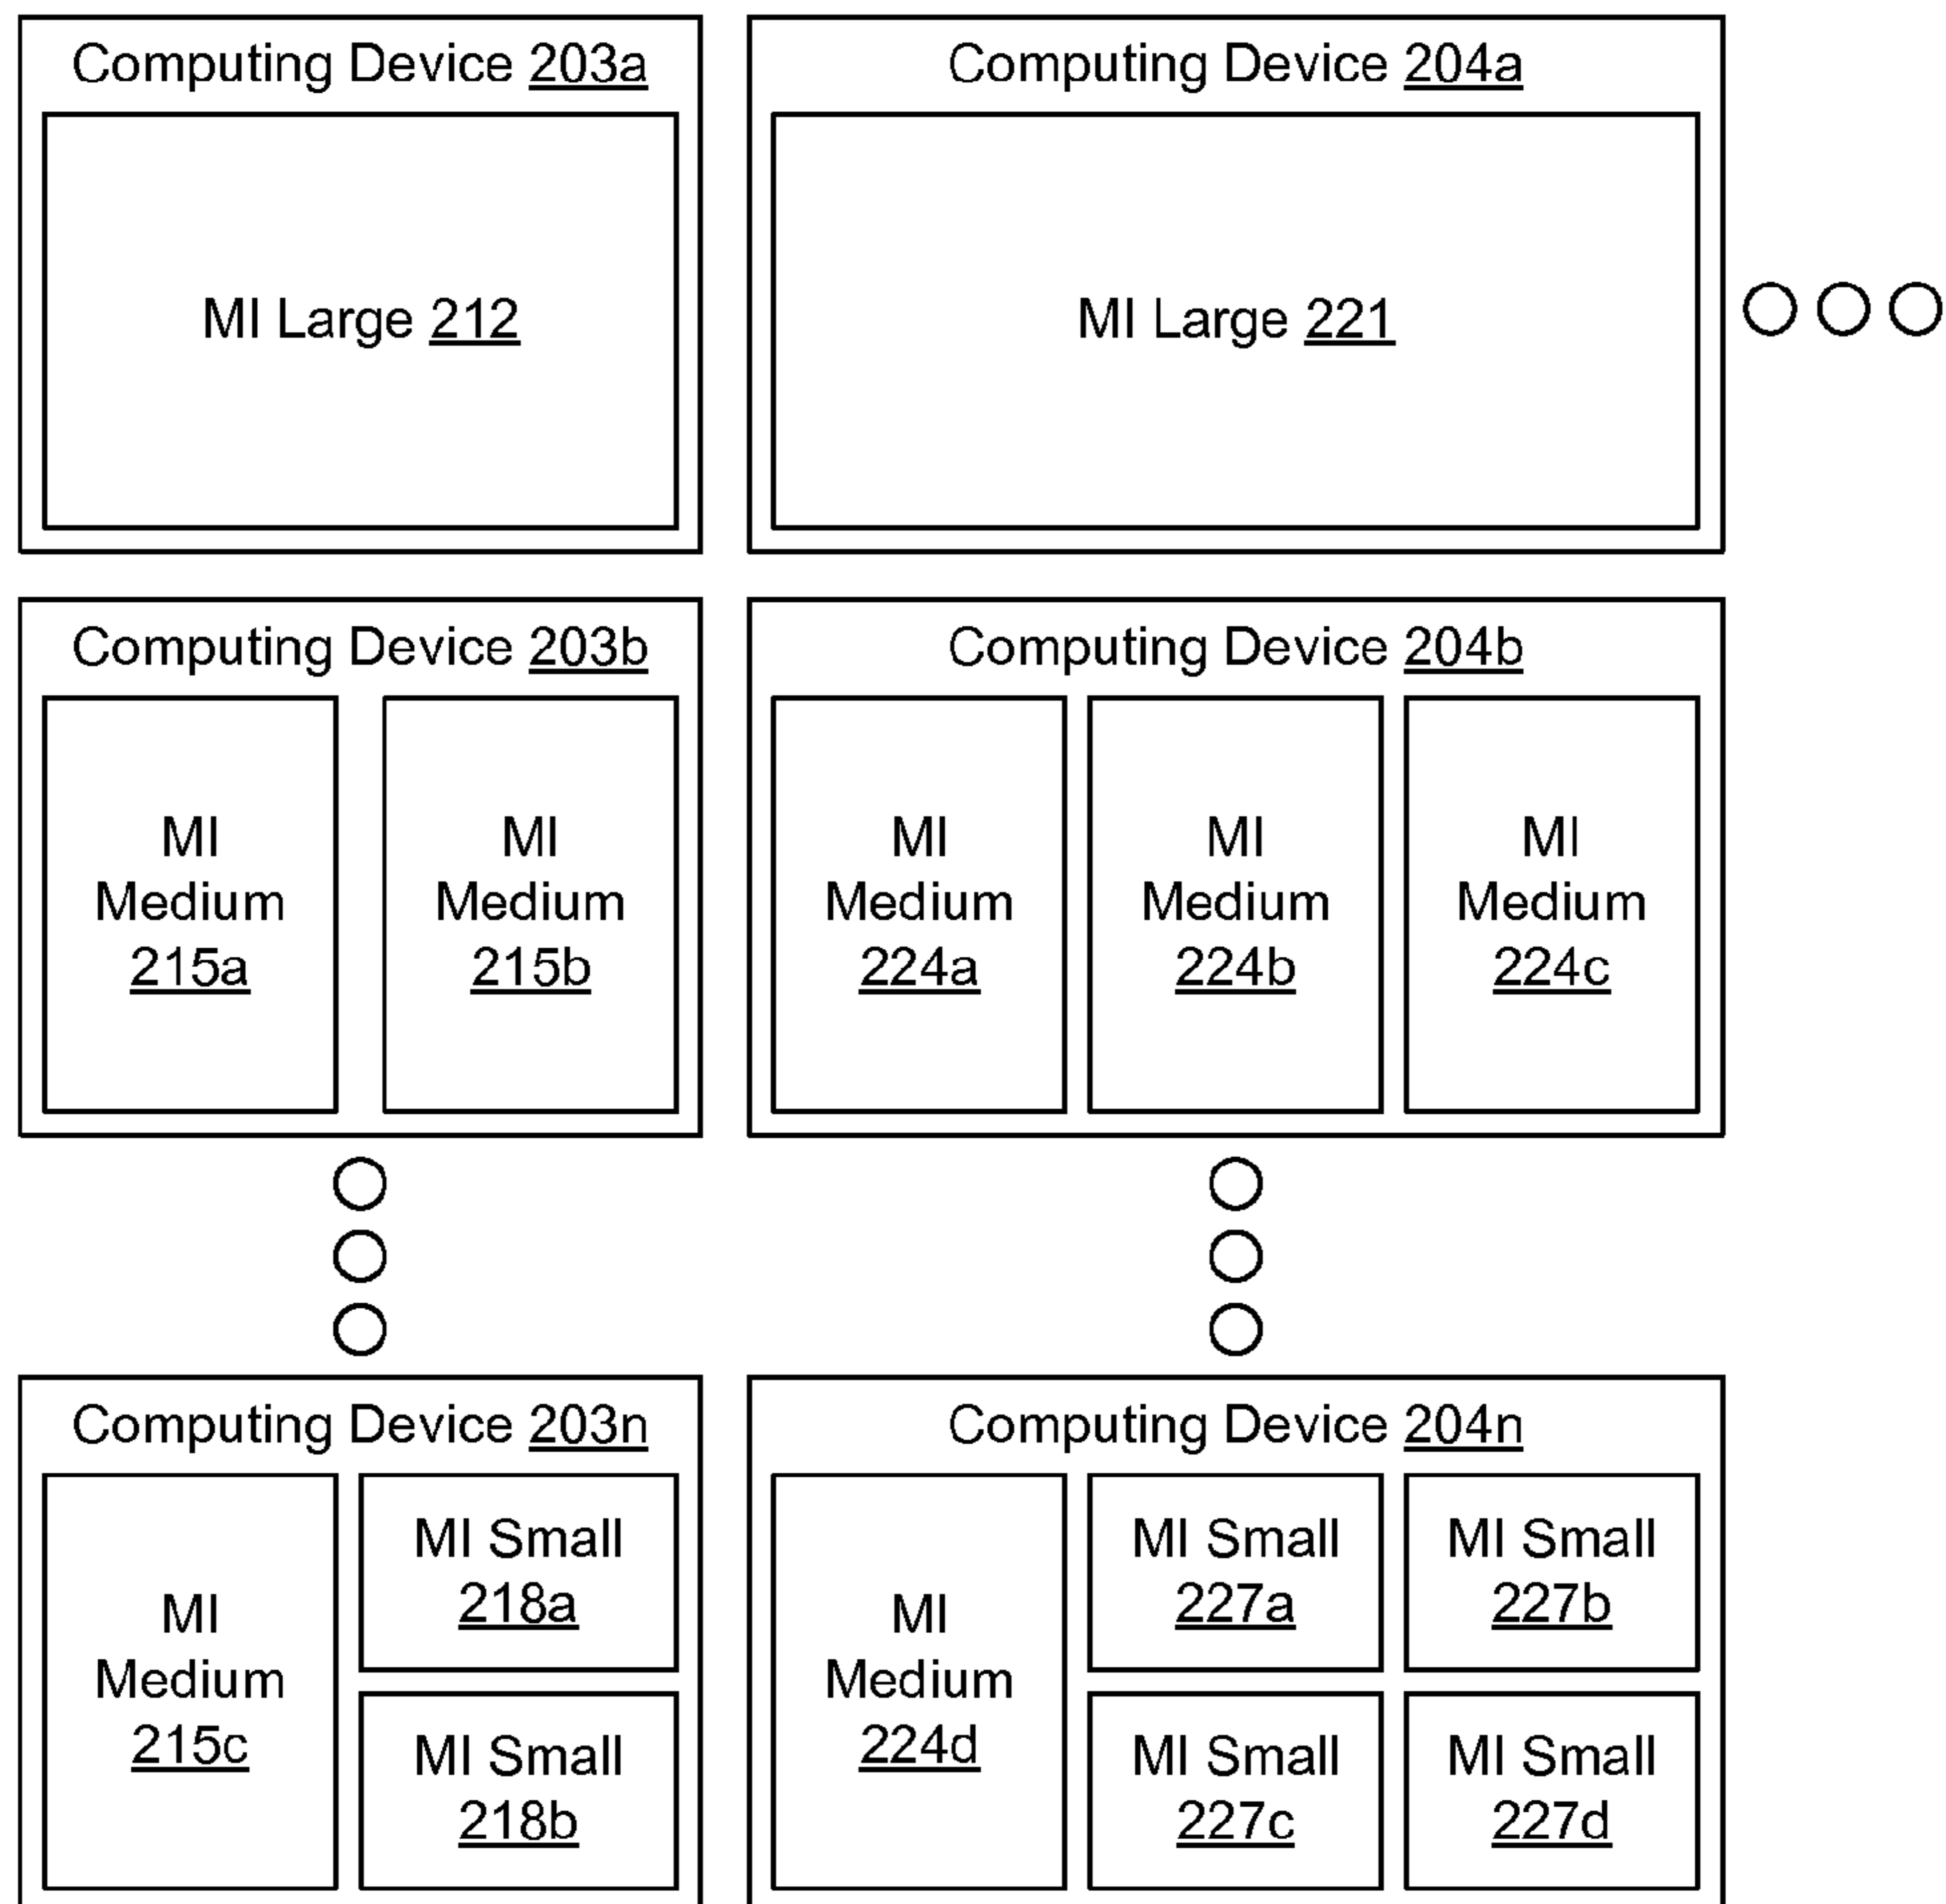 Computing Device 203a
MI Large 212
Computing Device 204a
MI Large 221
Computing Device 203b
MI
Medium
215a
MI
Medium
215b
Computing Device 204b
MI
Medium
224a
MI
Medium
224b
MI
Medium
224c
Computing Device 203n
MI
Medium
215c
MI Small
218a
MI Small
218b
Computing Device 204n
MI
Medium
224d
MI Small
227a
MI Small
227b
MI Small
227c
MI Small
227d